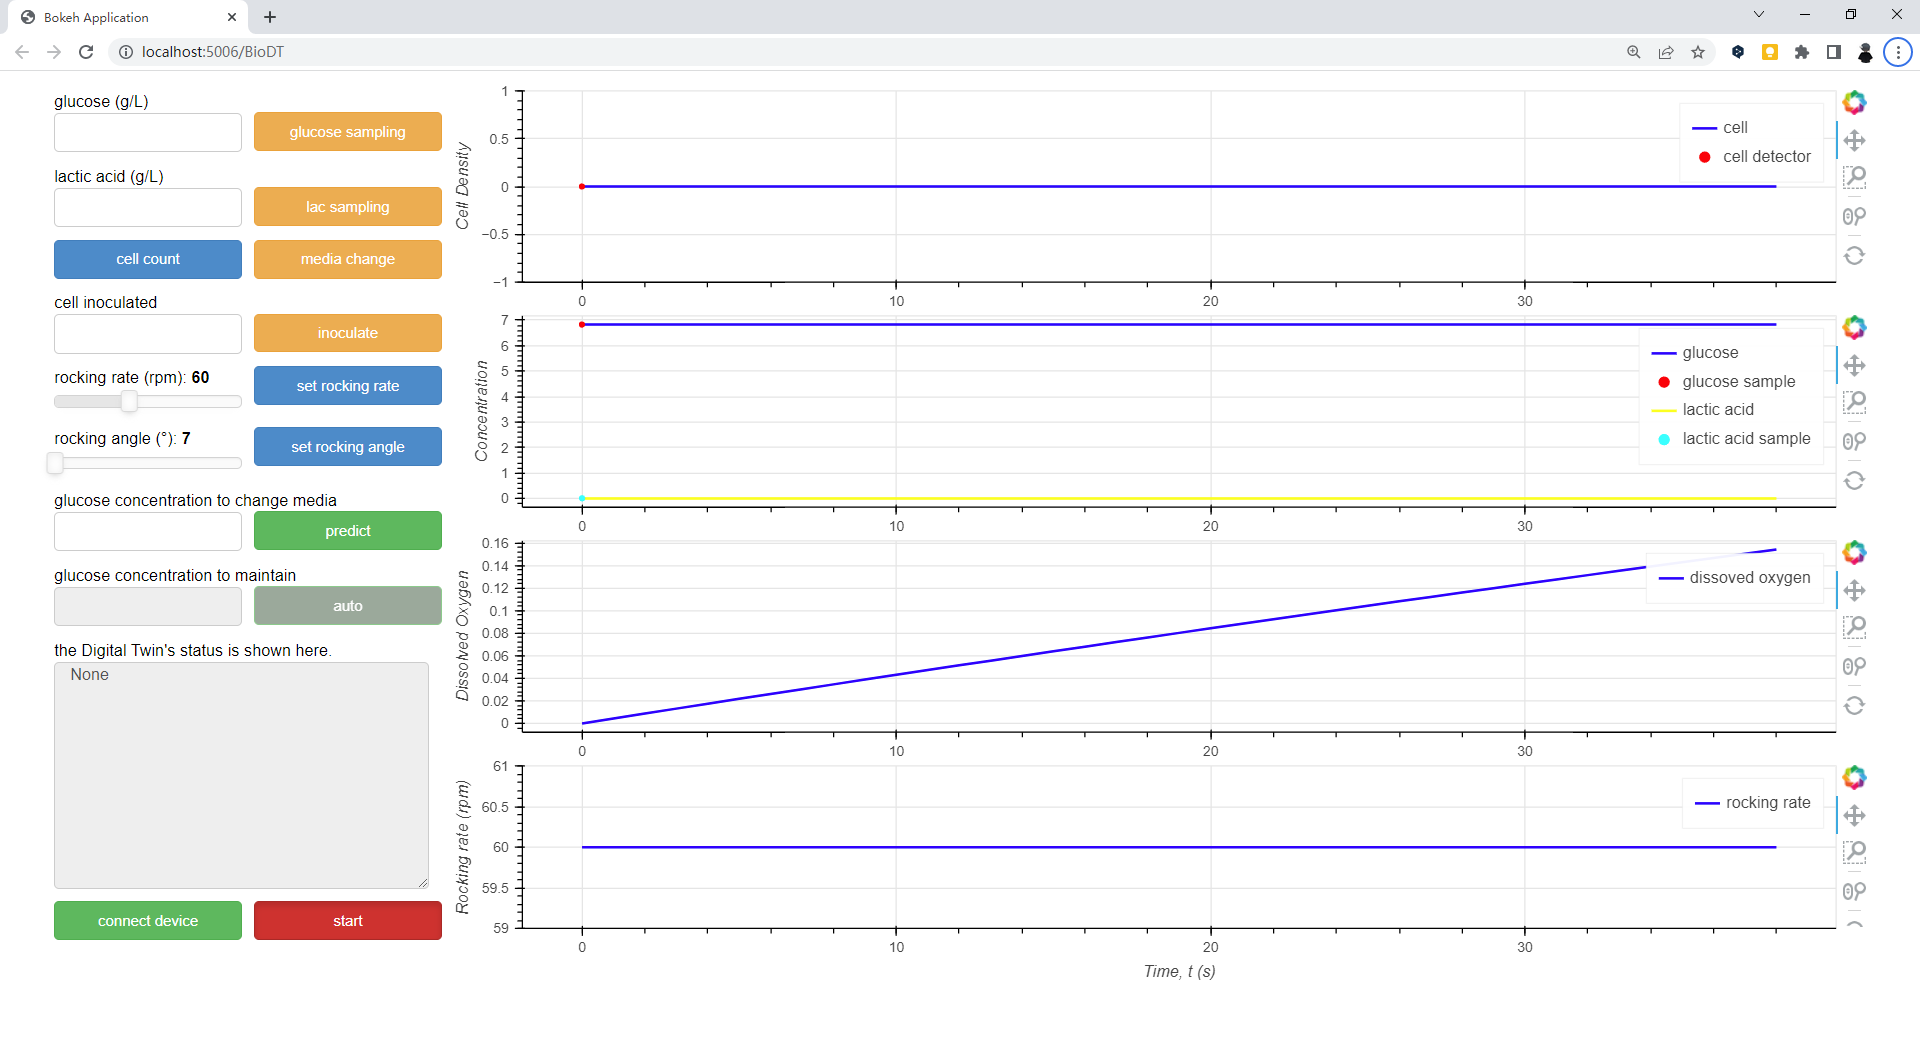 Bokeh Application
localhost:5006/BioDT
glucose (g/L)
glucose sampling
lactic acid (g/L)
lac sampling
cell count
media change
cell inoculated
inoculate
rocking rate (rpm): 60
set rocking rate
rocking angle (°): 7
set rocking angle
glucose concentration to change media
predict
glucose concentration to maintain
auto
the Digital Twin's status is shown here.
None
connect device
start
Cell Density
1
0.5
0
−0.5
−1
0 10 20 30
cell
cell detector
Concentration
7
6
5
4
3
2
1
0
0 10 20 30
glucose
glucose sample
lactic acid
lactic acid sample
Dissolved Oxygen
0.16
0.14
0.12
0.1
0.08
0.06
0.04
0.02
0
0 10 20 30
dissoved oxygen
Rocking rate (rpm)
61
60.5
60
59.5
59
0 10 20 30
rocking rate
Time, t (s)